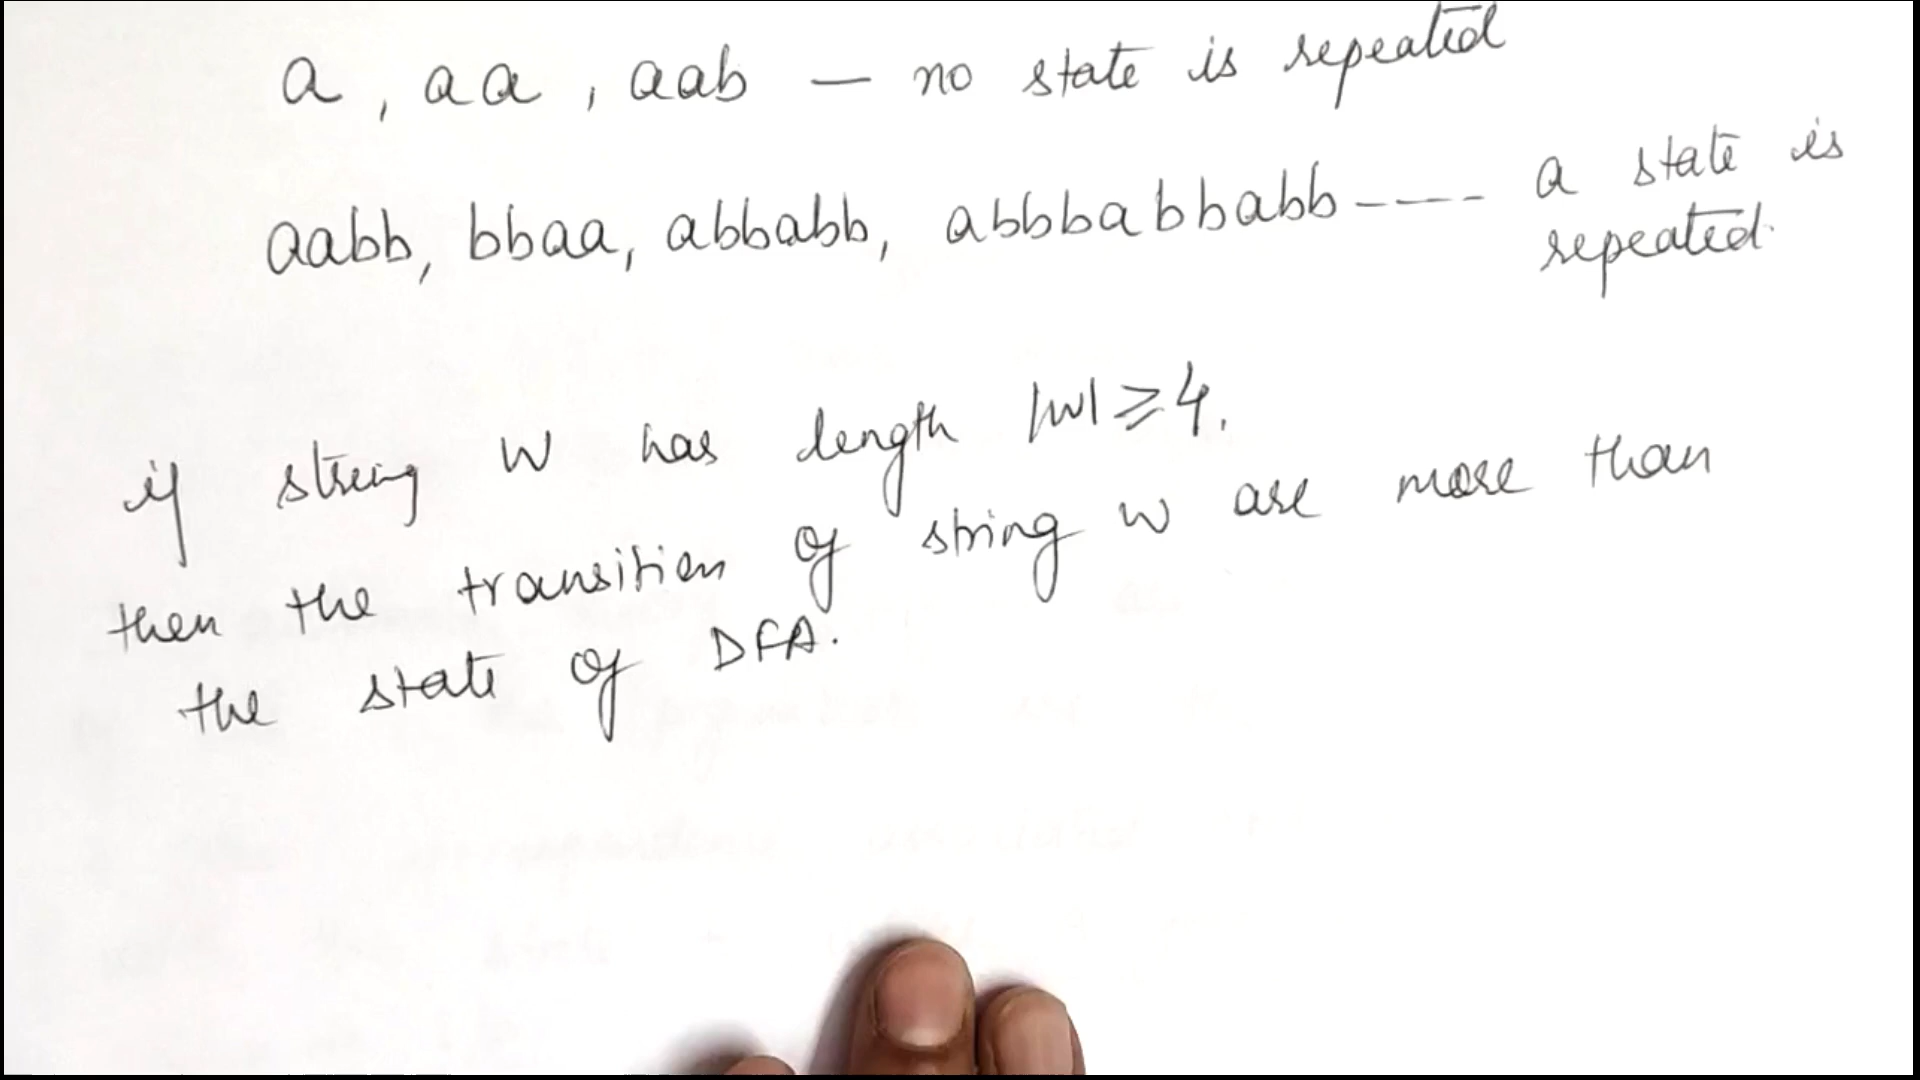 a, aa, aab — no state is repeated
aabb, bbaa, abbabb, abbbabbabb ---- a state is
repeated.
if string W has length |W| ≥ 4.
then the transition of string W are more than
the state of DFA.